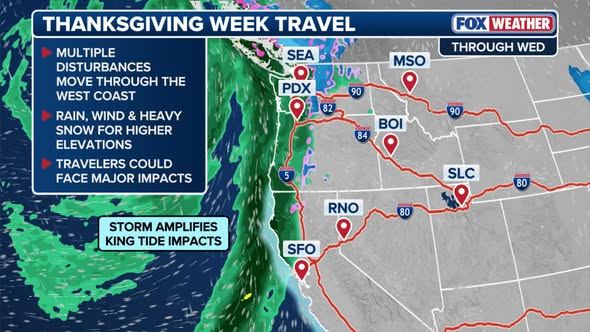 THANKSGIVING WEEK TRAVEL
FOX WEATHER
THROUGH WED
MULTIPLE
DISTURBANCES
MOVE THROUGH THE
WEST COAST
RAIN, WIND & HEAVY
SNOW FOR HIGHER
ELEVATIONS
TRAVELERS COULD
FACE MAJOR IMPACTS
STORM AMPLIFIES
KING TIDE IMPACTS
SEA
MSO
PDX
90
82
90
BOI
84
5
SLC
80
RNO
80
SFO